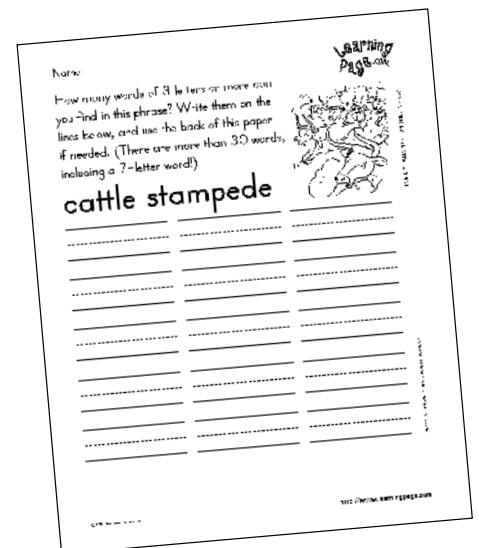 Name
Learning
Page.com
How many words of 3 letters or more can
you find in this phrase? Write them on the
lines below, and use the back of this paper
if needed. (There are more than 30 words,
including a 7-letter word!)
cattle stampede